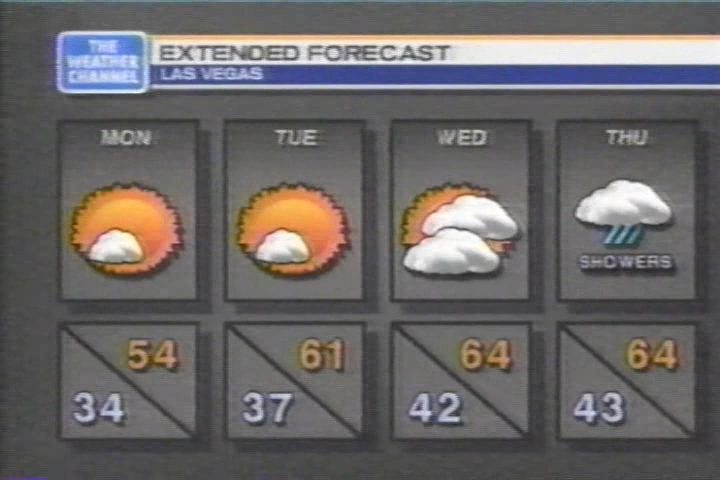 THE
WEATHER
CHANNEL
EXTENDED FORECAST
LAS VEGAS
MON TUE WED THU
SHOWERS
54 61 64 64
34 37 42 43